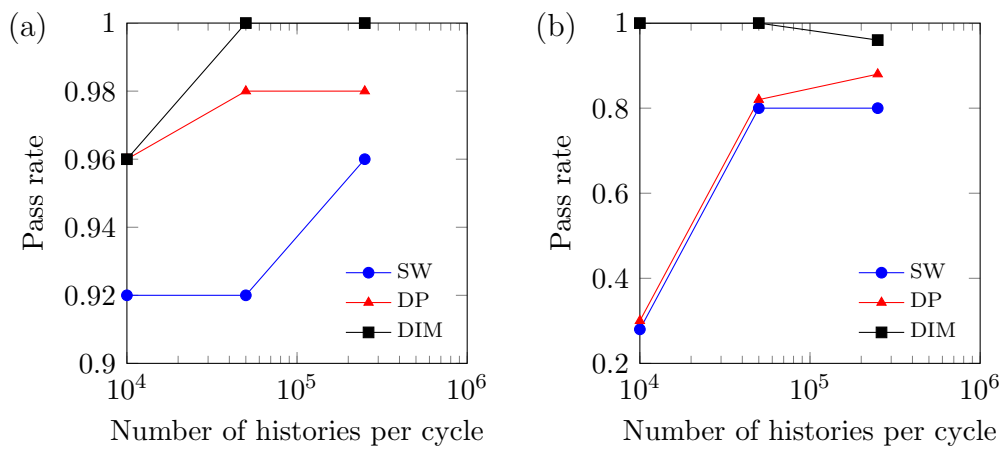 (a)
1
0.98
0.96
0.94
0.92
0.9
Pass rate
SW
DP
DIM
10^4
10^5
10^6
Number of histories per cycle
(b)
1
0.8
0.6
0.4
0.2
Pass rate
SW
DP
DIM
10^4
10^5
10^6
Number of histories per cycle